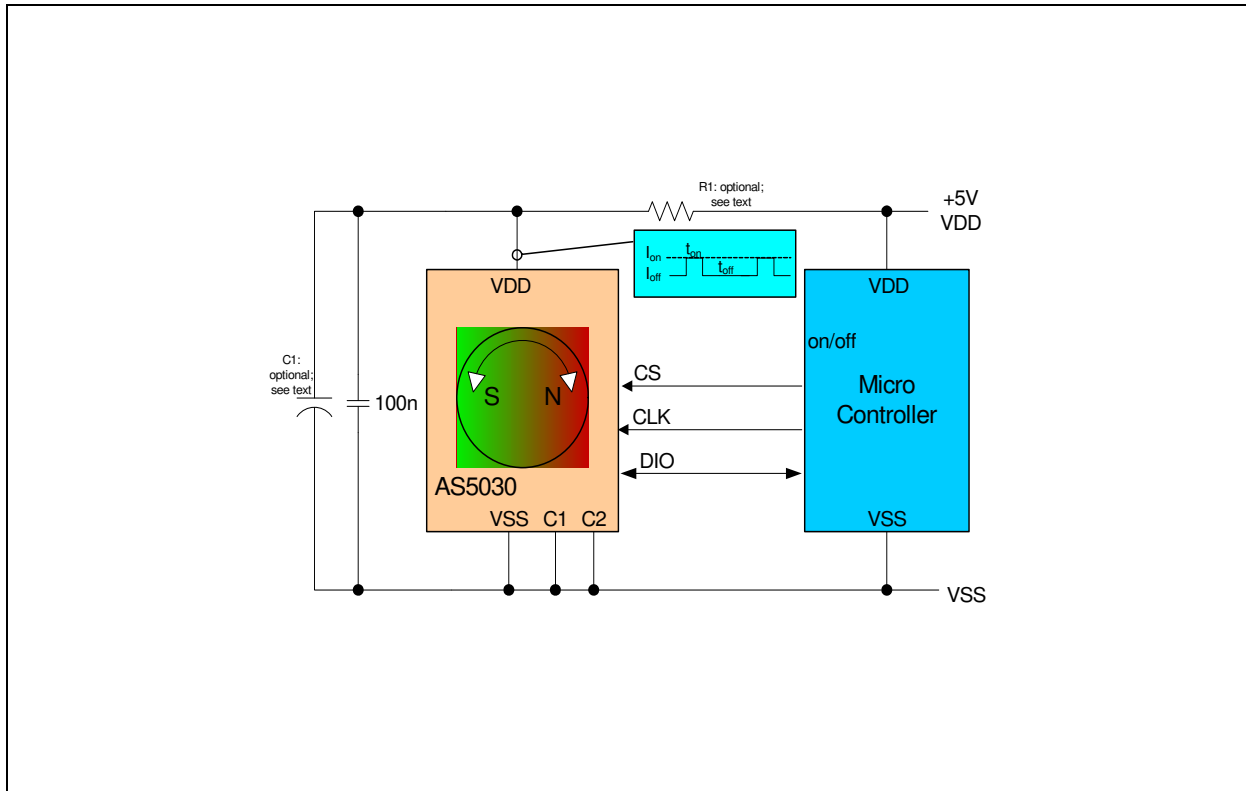 R1: optional;
see text
+5V
VDD
Ion
ton
Ioff
toff
VDD
VDD
on/off
C1:
optional;
see text
100n
S
N
CS
CLK
DIO
Micro
Controller
AS5030
VSS
C1
C2
VSS
VSS